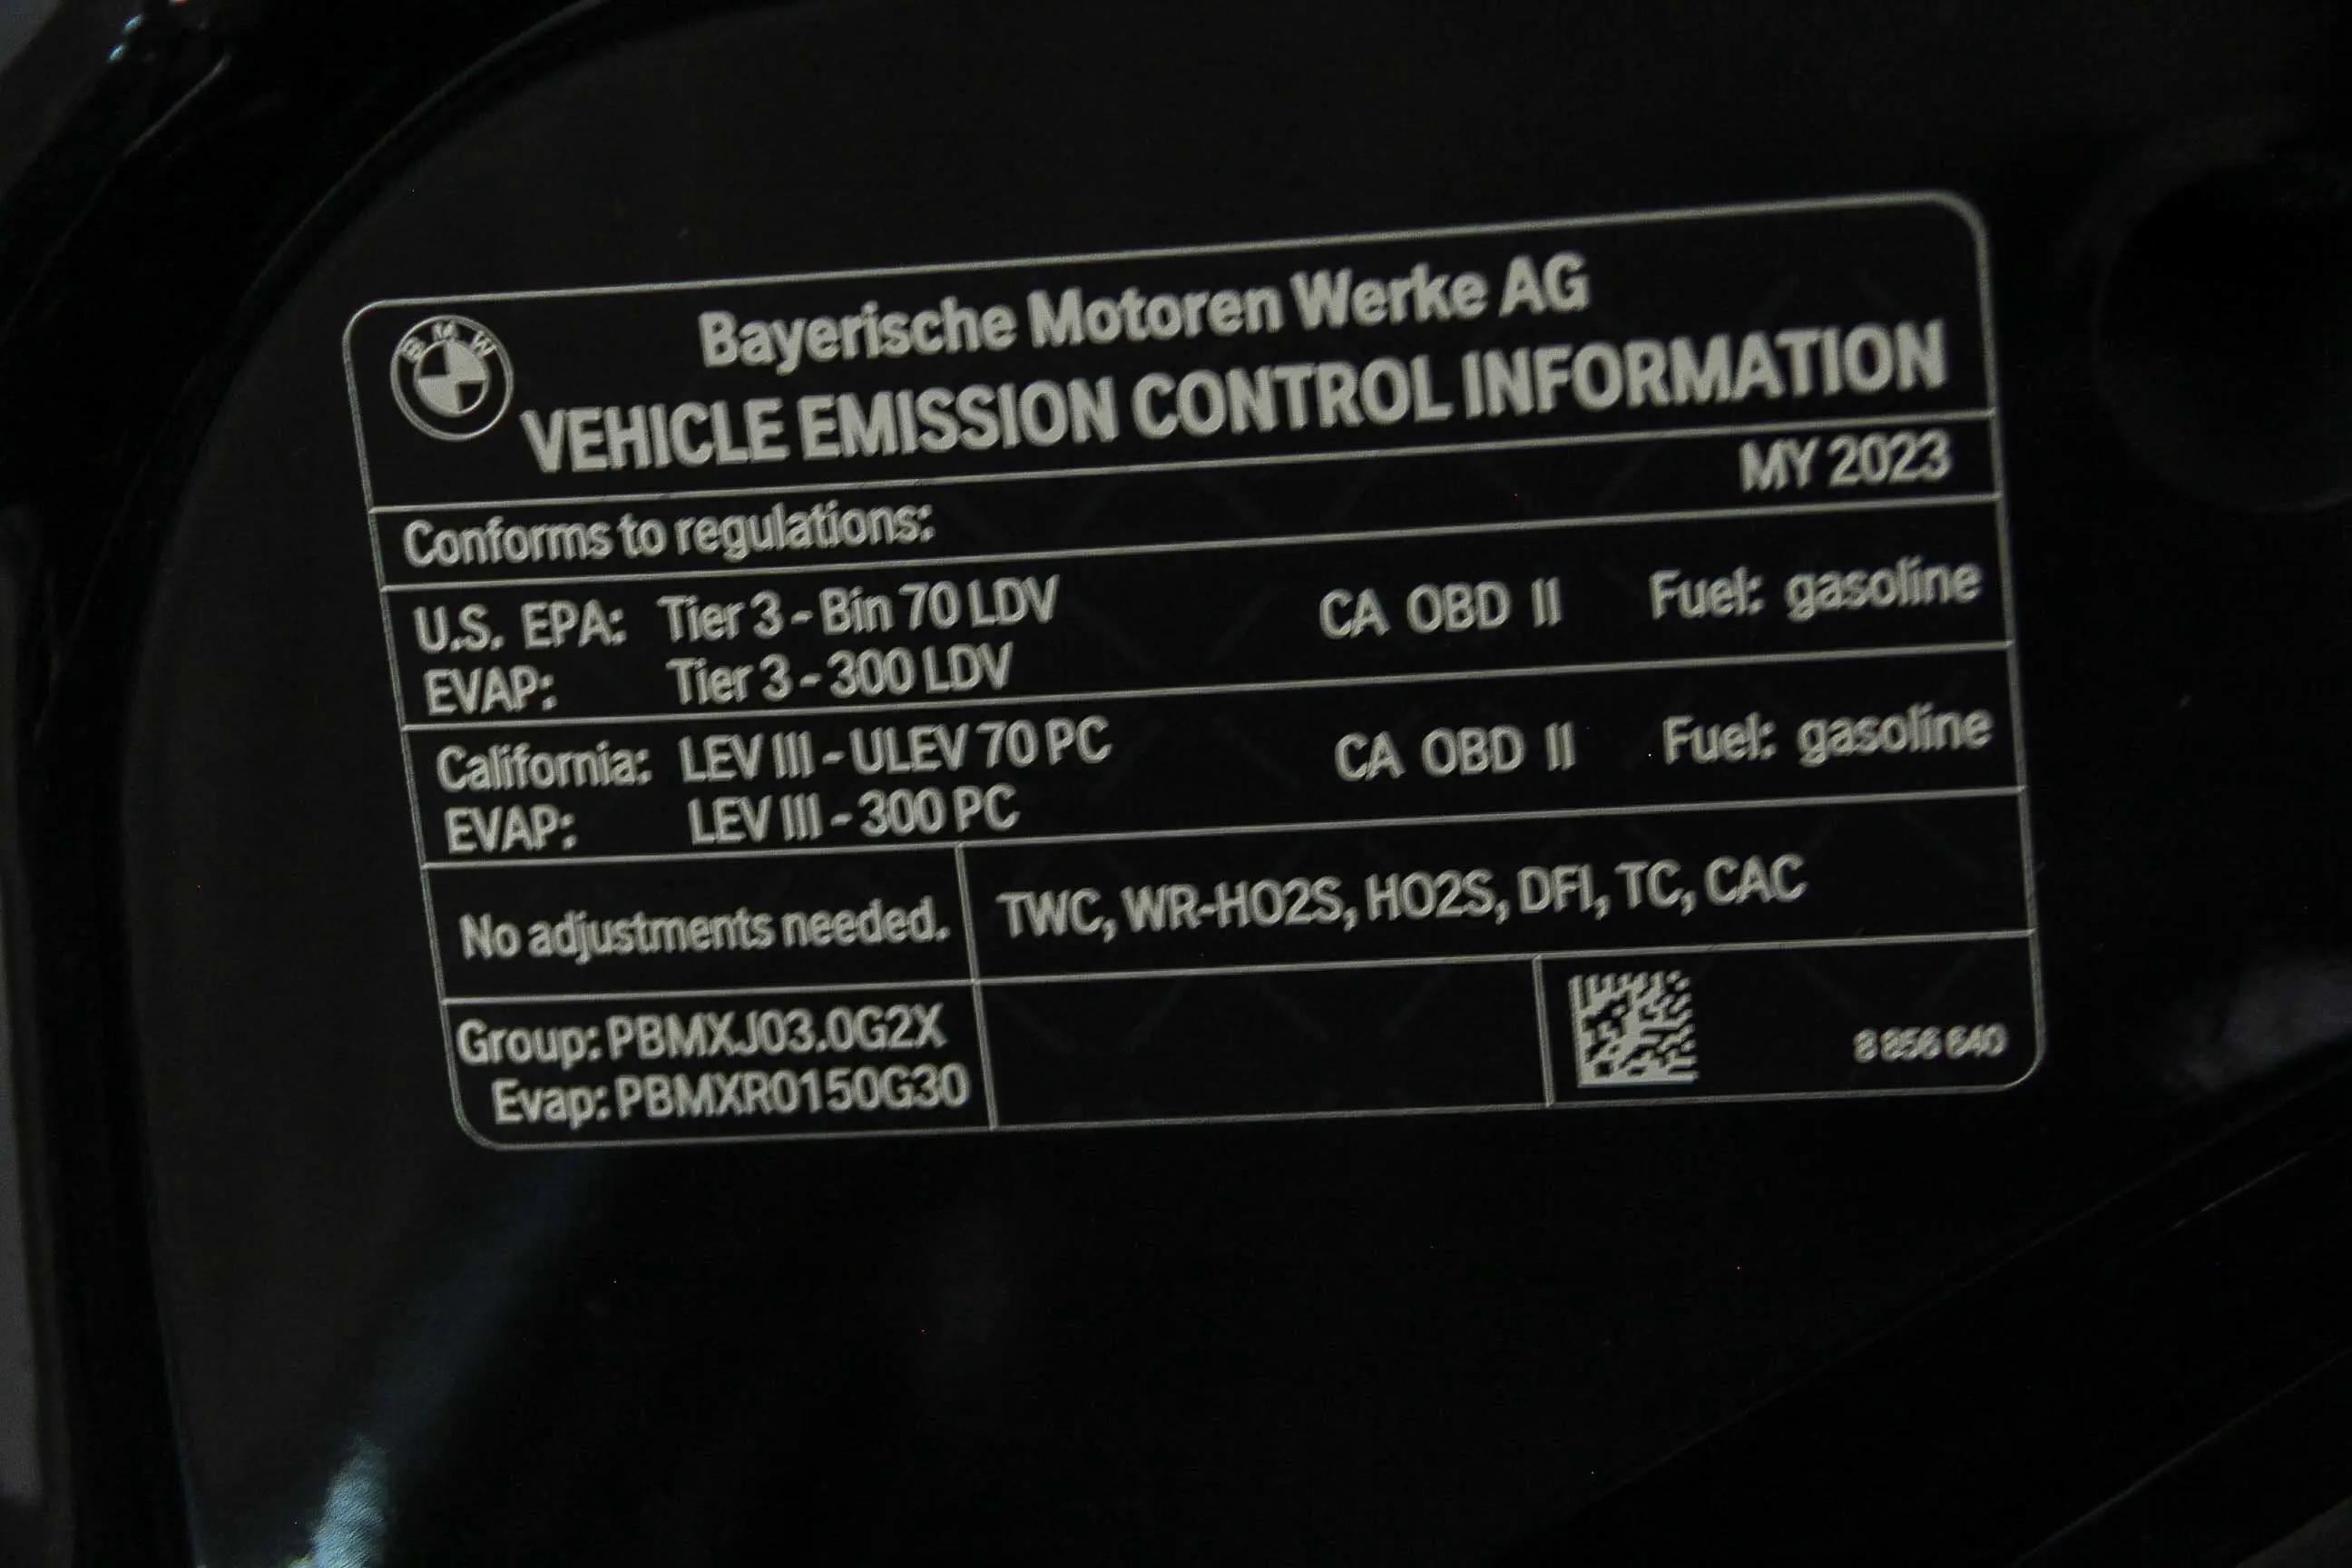 BMW
Bayerische Motoren Werke AG
VEHICLE EMISSION CONTROL INFORMATION
MY 2023
Conforms to regulations:
U.S. EPA: Tier 3 - Bin 70 LDV CA OBD II Fuel: gasoline
EVAP: Tier 3 - 300 LDV
California: LEV III - ULEV 70 PC CA OBD II Fuel: gasoline
EVAP: LEV III - 300 PC
No adjustments needed. TWC, WR-HO2S, HO2S, DFI, TC, CAC
Group: PBMXJ03.0G2X
Evap: PBMXR0150G30
8 856 640